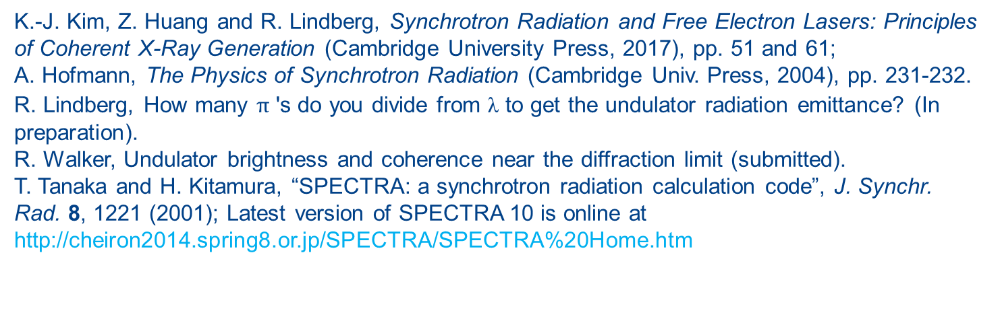 K.-J. Kim, Z. Huang and R. Lindberg, Synchrotron Radiation and Free Electron Lasers: Principles
of Coherent X-Ray Generation (Cambridge University Press, 2017), pp. 51 and 61;
A. Hofmann, The Physics of Synchrotron Radiation (Cambridge Univ. Press, 2004), pp. 231-232.
R. Lindberg, How many π 's do you divide from λ to get the undulator radiation emittance? (In
preparation).
R. Walker, Undulator brightness and coherence near the diffraction limit (submitted).
T. Tanaka and H. Kitamura, “SPECTRA: a synchrotron radiation calculation code”, J. Synchr.
Rad. 8, 1221 (2001); Latest version of SPECTRA 10 is online at
http://cheiron2014.spring8.or.jp/SPECTRA/SPECTRA%20Home.htm